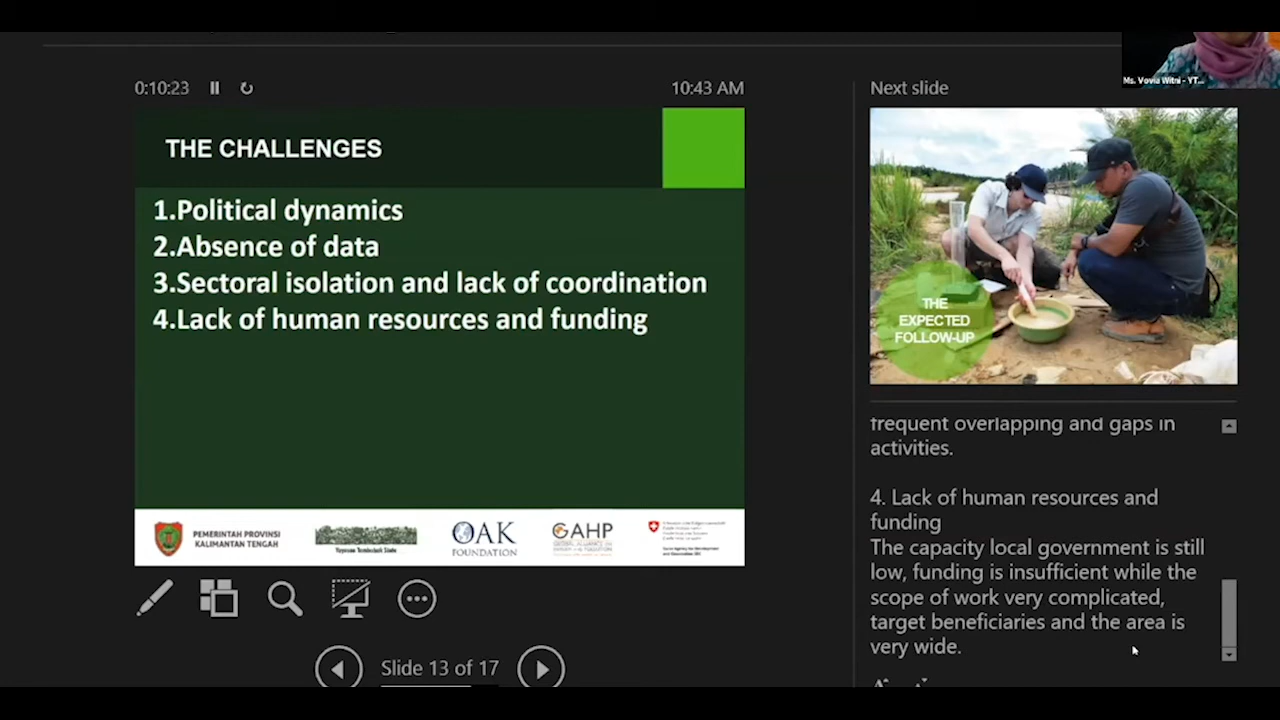 0:10:23
10:43 AM
Next slide
Ms. Vovia Witni - YT...
THE CHALLENGES
1.Political dynamics
2.Absence of data
3.Sectoral isolation and lack of coordination
4.Lack of human resources and funding
PEMERINTAH PROVINSI
KALIMANTAN TENGAH
Yayasan Tambuhak Sinta
OAK
FOUNDATION
GAHP
THE
EXPECTED
FOLLOW-UP
frequent overlapping and gaps in
activities.
4. Lack of human resources and
funding
The capacity local government is still
low, funding is insufficient while the
scope of work very complicated,
target beneficiaries and the area is
very wide.
Slide 13 of 17